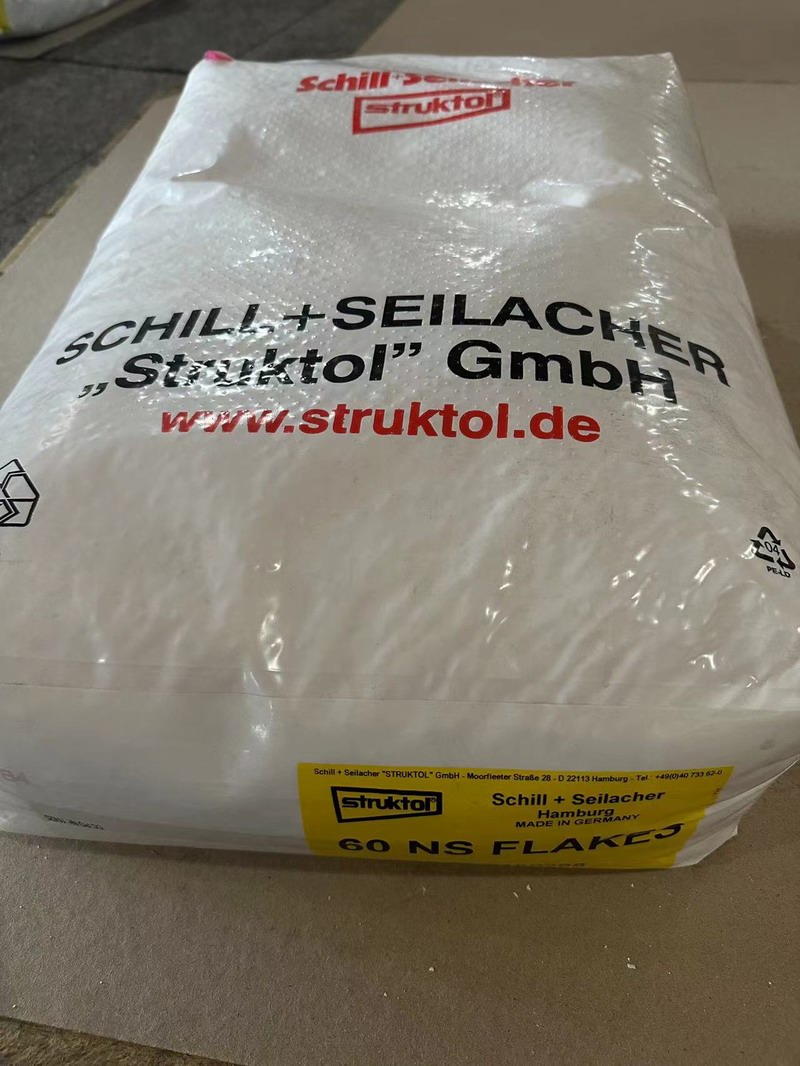 Schill+Seilacher
struktol
SCHILL+SEILACHER
„Struktol” GmbH
www.struktol.de
04
PE-LD
Schill + Seilacher "STRUKTOL" GmbH - Moorfleeter Straße 28 - D 22113 Hamburg - Tel.: +49(0)40 733 62-0
struktol
Schill + Seilacher
Hamburg
MADE IN GERMANY
60 NS FLAKES